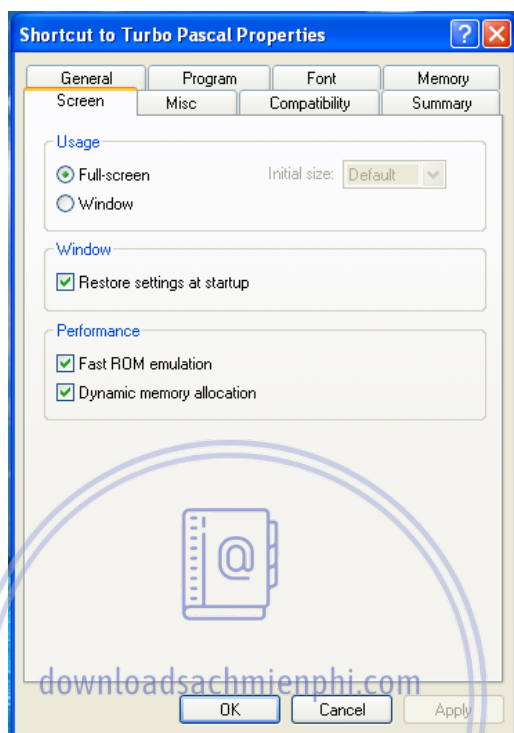 Shortcut to Turbo Pascal Properties
General Program Font Memory
Screen Misc Compatibility Summary
Usage
Full-screen Initial size: Default
Window
Window
Restore settings at startup
Performance
Fast ROM emulation
Dynamic memory allocation
@
downloadsachmienphi.com
OK Cancel Apply